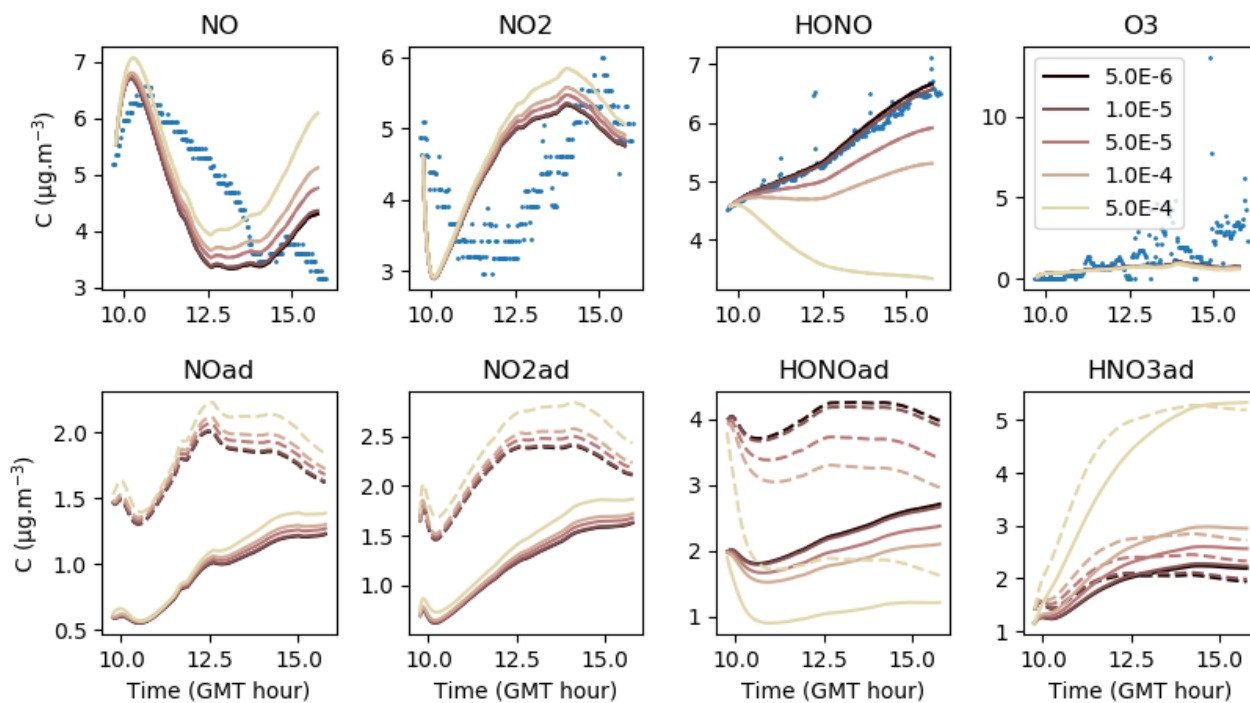 NO NO2 HONO O3
C (µg.m−3)
7
6
5
4
3
10.0 12.5 15.0
6
5
4
3
10.0 12.5 15.0
7
6
5
4
10.0 12.5 15.0
10
5
0
10.0 12.5 15.0
5.0E-6
1.0E-5
5.0E-5
1.0E-4
5.0E-4
NOad NO2ad HONOad HNO3ad
C (µg.m−3)
2.0
1.5
1.0
0.5
10.0 12.5 15.0
Time (GMT hour)
2.5
2.0
1.5
1.0
10.0 12.5 15.0
Time (GMT hour)
4
3
2
1
10.0 12.5 15.0
Time (GMT hour)
5
4
3
2
1
10.0 12.5 15.0
Time (GMT hour)